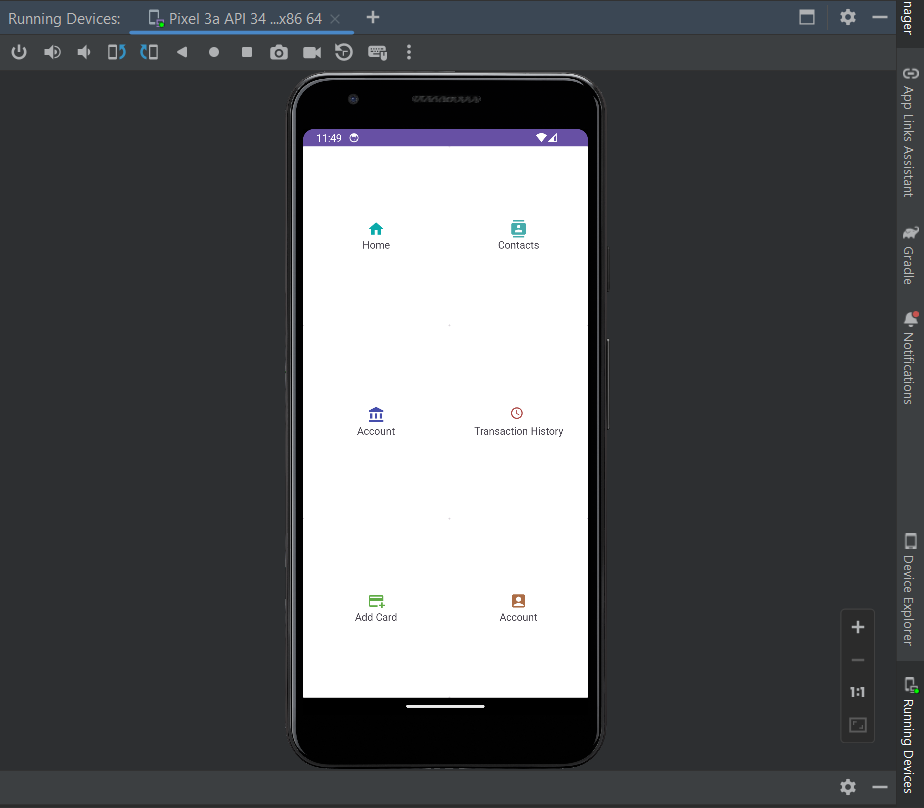 Running Devices:
Pixel 3a API 34 ...x86 64
11:49
Home
Contacts
Account
Transaction History
Add Card
Account
1:1
nager
App Links Assistant
Gradle
Notifications
Device Explorer
Running Devices